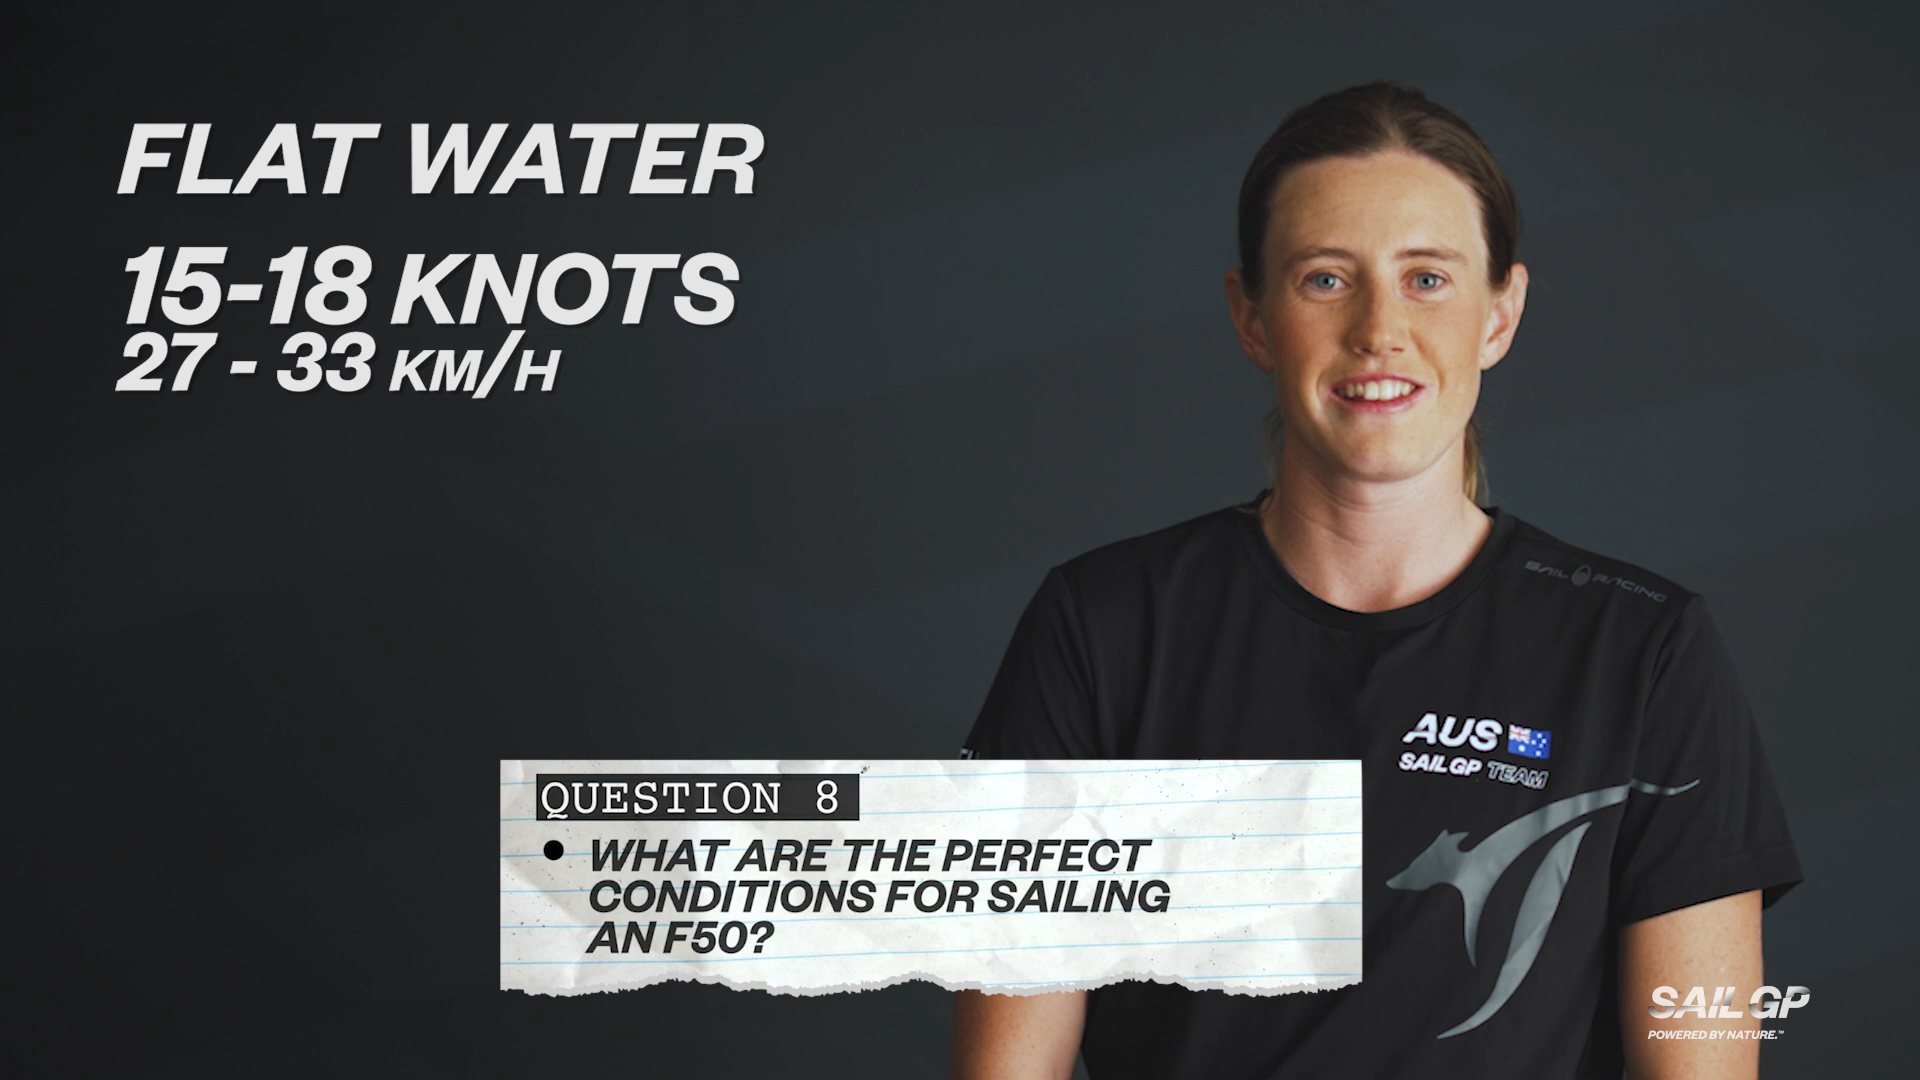 FLAT WATER
15-18 KNOTS
27 - 33 KM/H
SAIL RACING
AUS
SAIL GP TEAM
QUESTION 8
• WHAT ARE THE PERFECT
CONDITIONS FOR SAILING
AN F50?
SAIL GP
POWERED BY NATURE.™